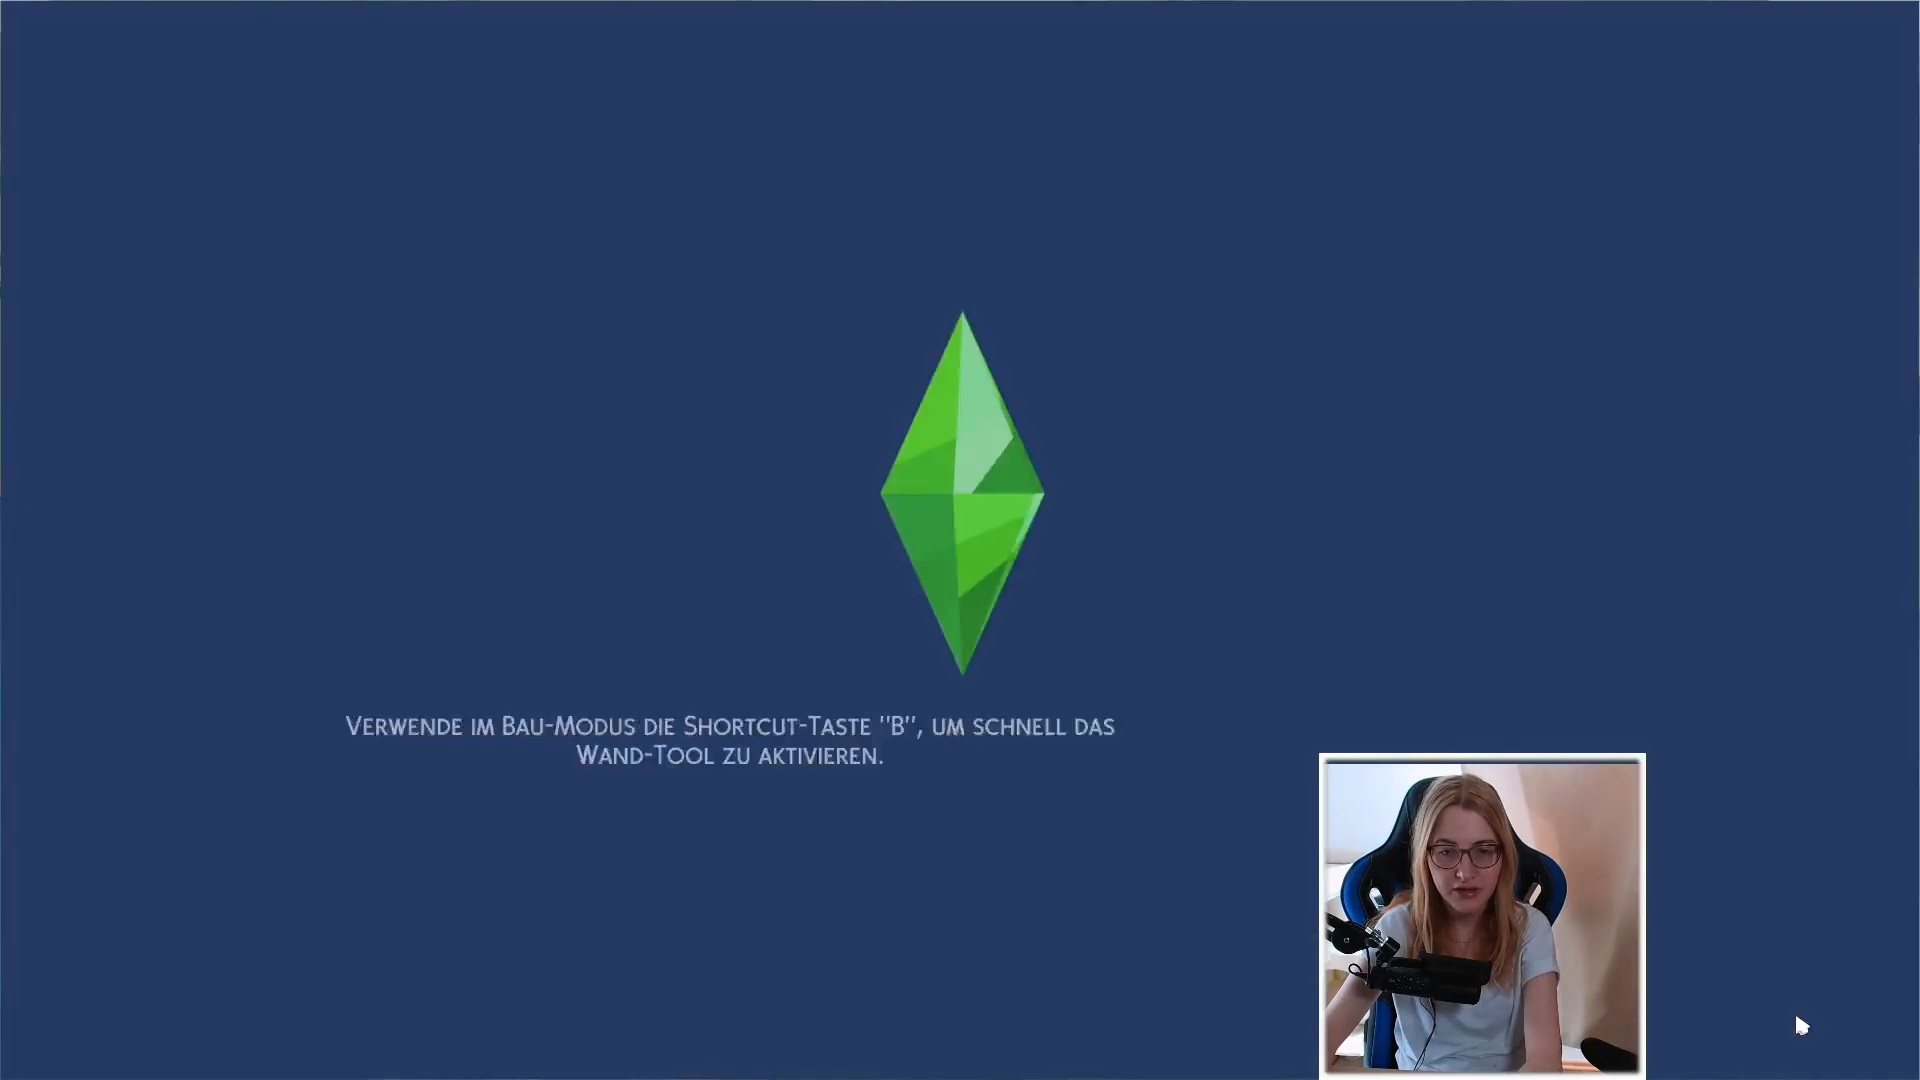 Verwende im Bau-Modus die Shortcut-Taste "B", um schnell das
Wand-Tool zu aktivieren.